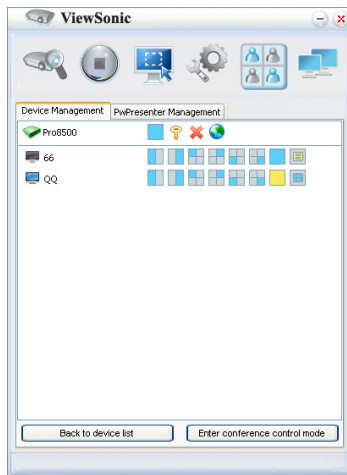 ViewSonic
Device Management PwPresenter Management
Pro8500
66
QQ
Back to device list Enter conference control mode